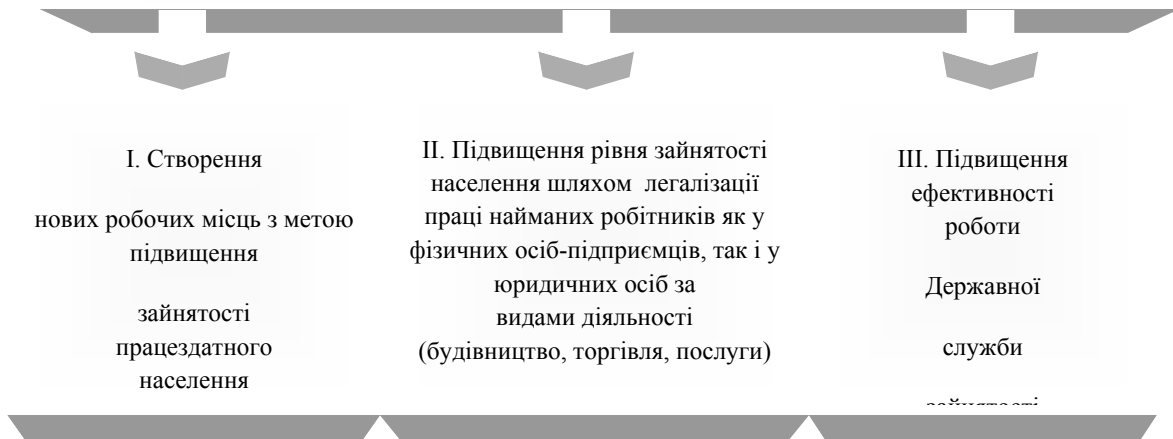 І. Створення
нових робочих місць з метою
підвищення
зайнятості
працездатного
населення
ІІ. Підвищення рівня зайнятості
населення шляхом легалізації
праці найманих робітників як у
фізичних осіб-підприємців, так і у
юридичних осіб за
видами діяльності
(будівництво, торгівля, послуги)
ІІІ. Підвищення
ефективності
роботи
Державної
служби